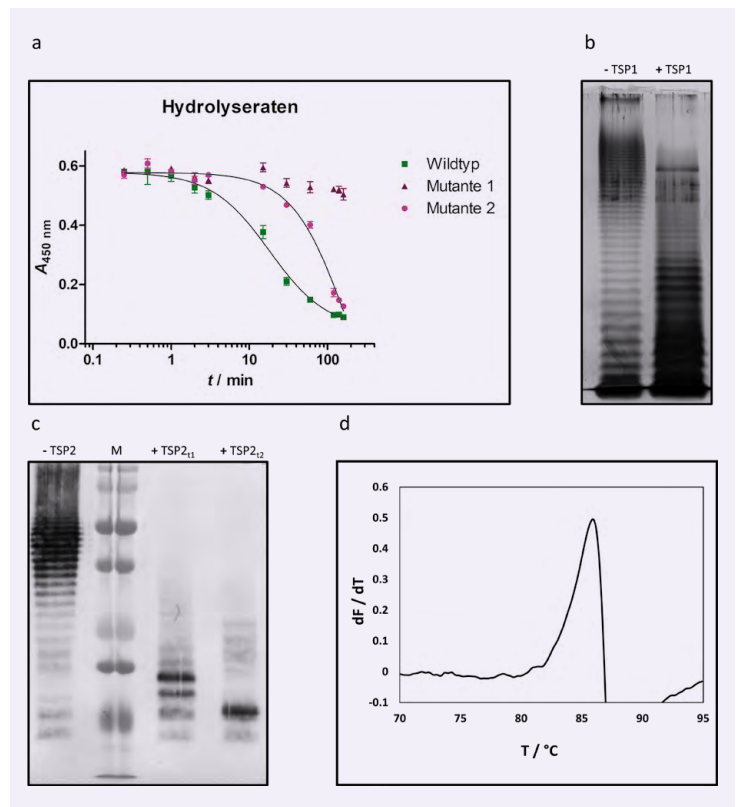 a
Hydrolyseraten
A450 nm
0.6
0.4
0.2
0.0
0.1 1 10 100
t / min
Wildtyp
Mutante 1
Mutante 2
b
- TSP1 + TSP1
c
- TSP2 M + TSP2t1 + TSP2t2
d
dF / dT
0.6
0.5
0.4
0.3
0.2
0.1
0
-0.1
70 75 80 85 90 95
T / °C